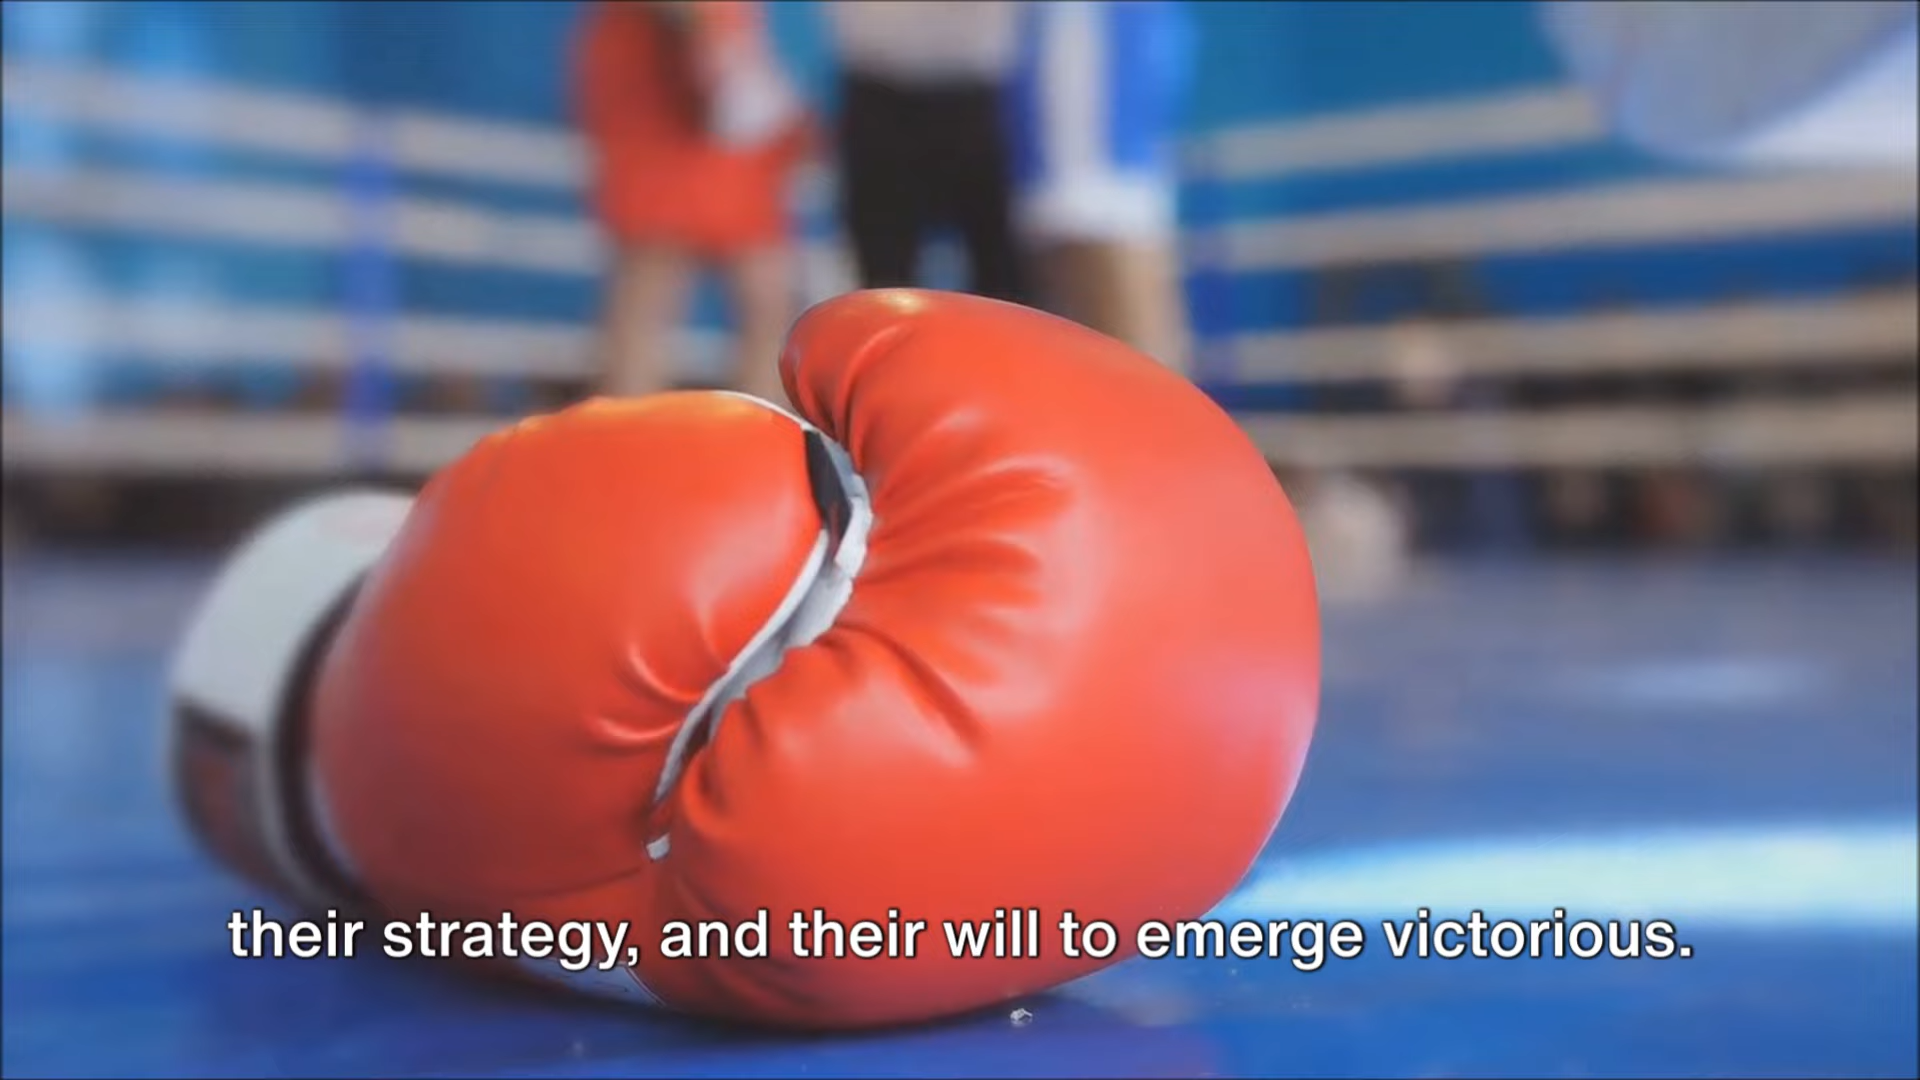 their strategy, and their will to emerge victorious.